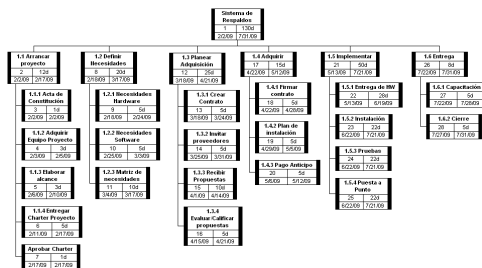 Sistema de
Respaldos
1 130d
2/2/09 7/31/09
1.1 Arrancar
proyecto
2 12d
2/2/09 2/17/09
1.1.1 Acta de
Constitución
3 1d
2/2/09 2/2/09
1.1.2 Adquirir
Equipo Proyecto
4 3d
2/3/09 2/5/09
1.1.3 Elaborar
alcance
5 3d
2/6/09 2/10/09
1.1.4 Entregar
Charter Proyecto
6 5d
2/11/09 2/17/09
Aprobar Charter
7 1d
2/17/09 2/17/09
1.2 Definir
Necesidades
8 20d
2/18/09 3/17/09
1.2.1 Necesidades
Hardware
9 5d
2/18/09 2/24/09
1.2.2 Necesidades
Software
10 5d
2/25/09 3/3/09
1.2.3 Matriz de
necesidades
11 10d
3/4/09 3/17/09
1.3 Planear
Adquisición
12 25d
3/18/09 4/21/09
1.3.1 Crear
Contrato
13 5d
3/18/09 3/24/09
1.3.2 Invitar
proveedores
14 5d
3/25/09 3/31/09
1.3.3 Recibir
Propuestas
15 10d
4/1/09 4/14/09
1.3.4
Evaluar/Calificar
propuestas
16 5d
4/15/09 4/21/09
1.4 Adquirir
17 15d
4/22/09 5/12/09
1.4.1 Firmar
contrato
18 5d
4/22/09 4/28/09
1.4.2 Plan de
instalación
19 5d
4/29/09 5/5/09
1.4.3 Pago Anticipo
20 5d
5/6/09 5/12/09
1.5 Implementar
21 50d
5/13/09 7/21/09
1.5.1 Entrega de HW
22 28d
5/13/09 6/19/09
1.5.2 Instalación
23 22d
6/22/09 7/21/09
1.5.3 Pruebas
24 22d
6/22/09 7/21/09
1.5.4 Puesta a
Punto
25 22d
6/22/09 7/21/09
1.6 Entrega
26 8d
7/22/09 7/31/09
1.6.1 Capacitación
27 5d
7/22/09 7/28/09
1.6.2 Cierre
28 5d
7/27/09 7/31/09